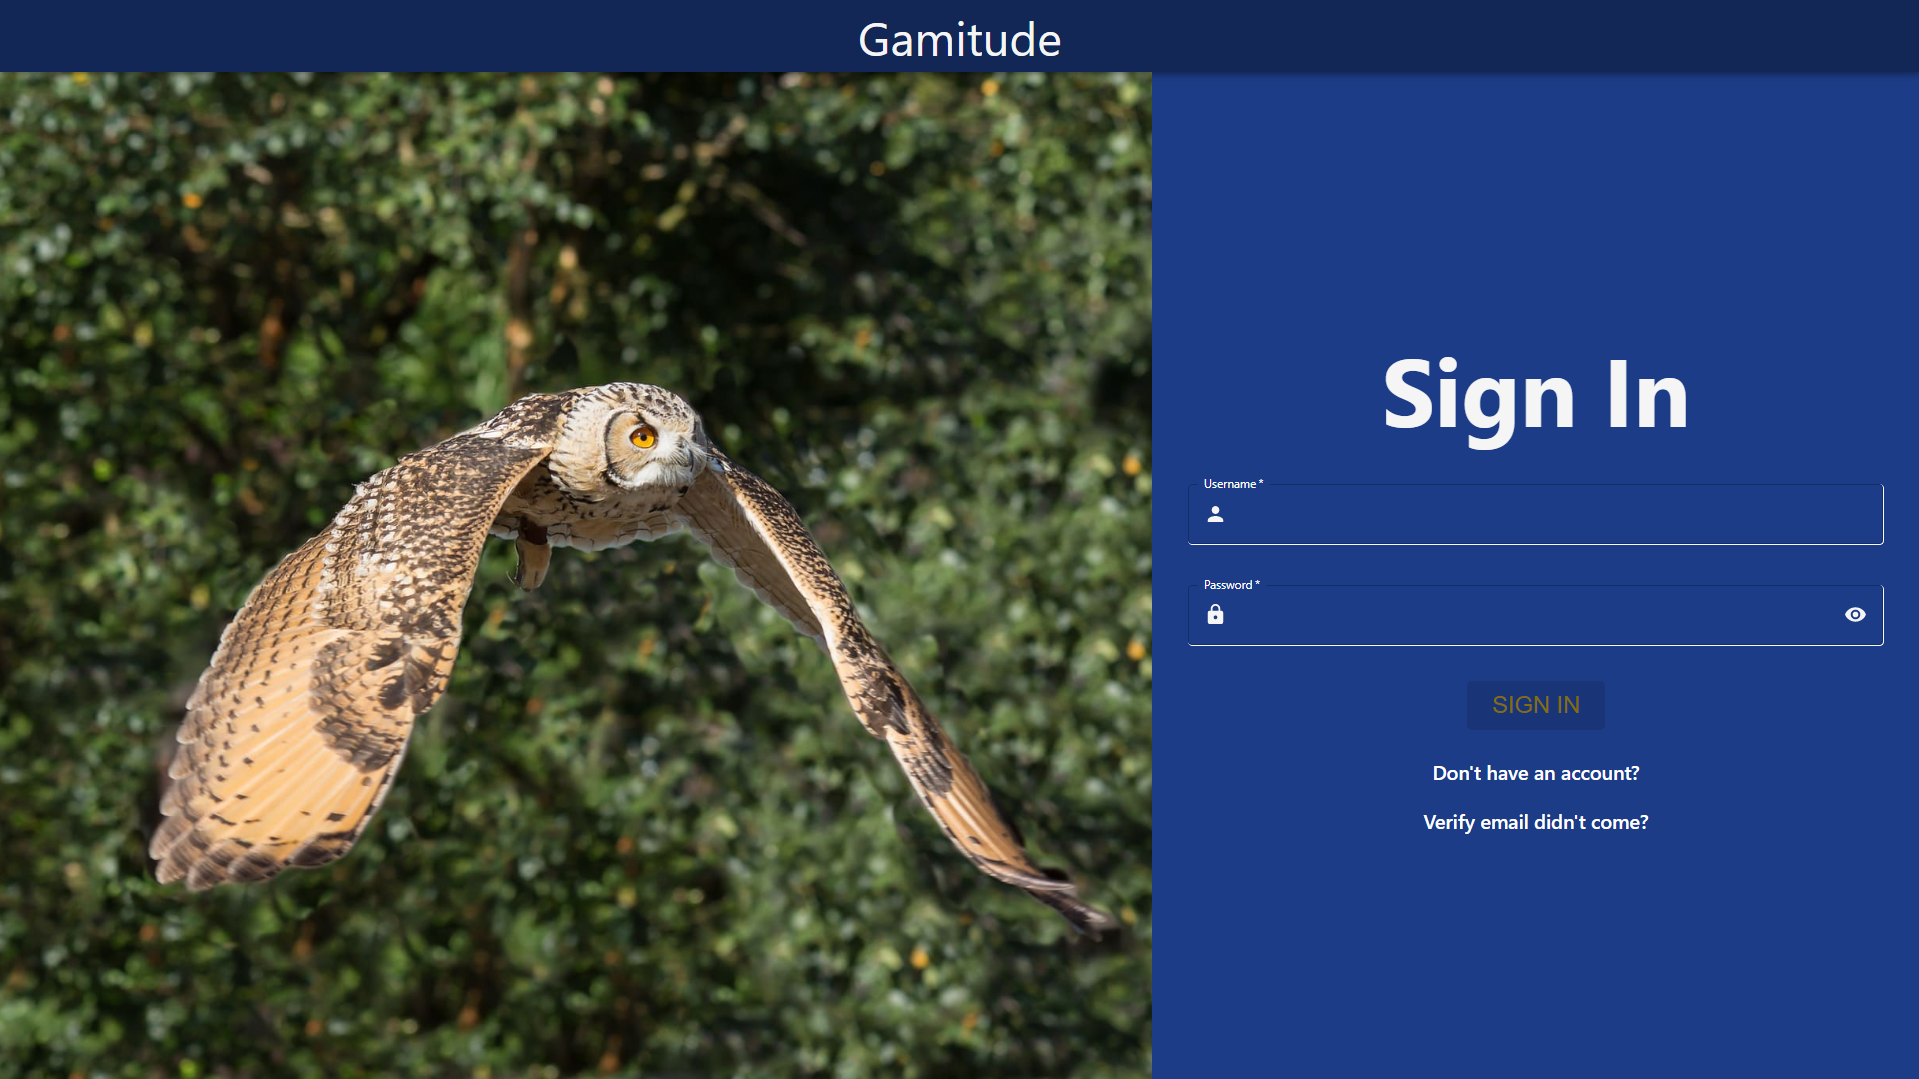 Gamitude
Sign In
Username *
Password *
SIGN IN
Don't have an account?
Verify email didn't come?